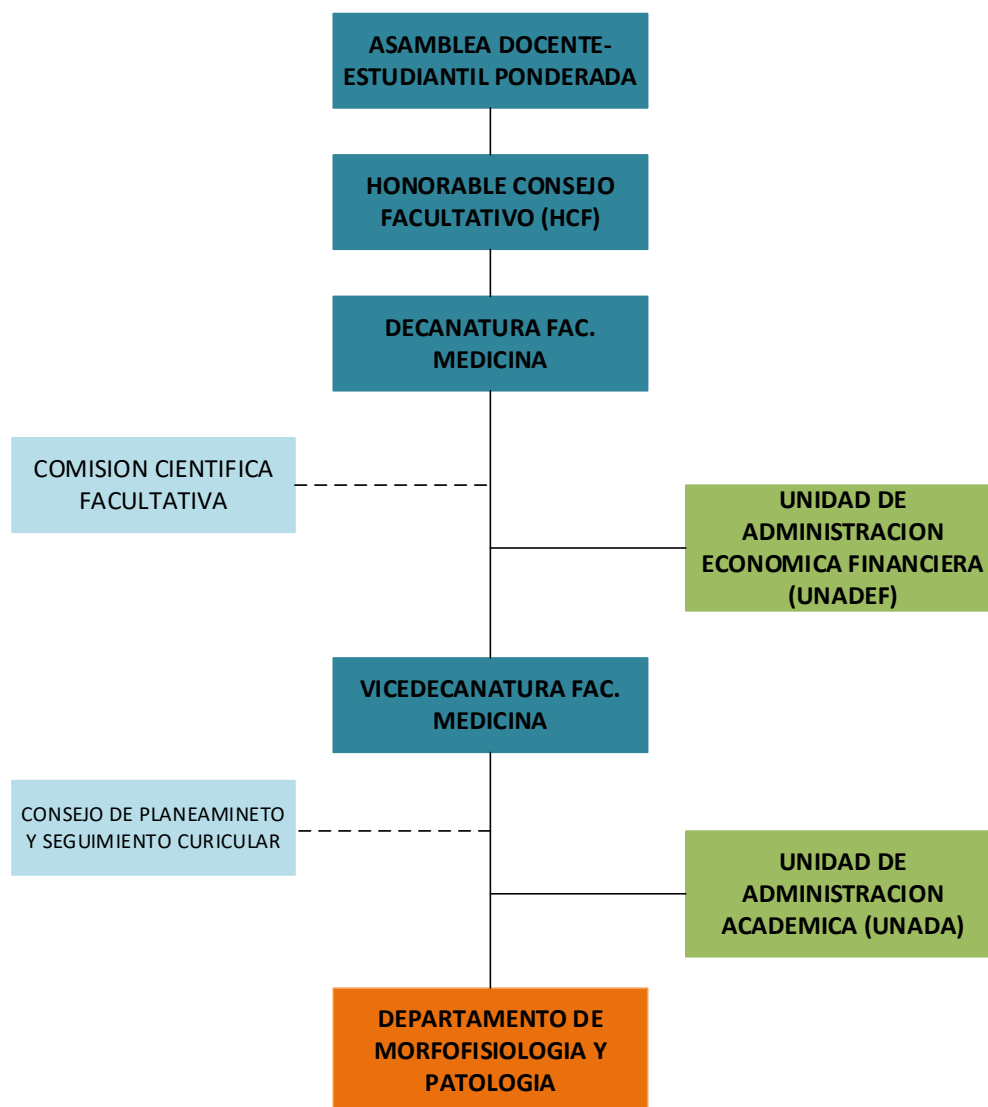 ASAMBLEA DOCENTE-
ESTUDIANTIL PONDERADA
HONORABLE CONSEJO
FACULTATIVO (HCF)
DECANATURA FAC.
MEDICINA
COMISION CIENTIFICA
FACULTATIVA
UNIDAD DE
ADMINISTRACION
ECONOMICA FINANCIERA
(UNADEF)
VICEDECANATURA FAC.
MEDICINA
CONSEJO DE PLANEAMINETO
Y SEGUIMIENTO CURICULAR
UNIDAD DE
ADMINISTRACION
ACADEMICA (UNADA)
DEPARTAMENTO DE
MORFOFISIOLOGIA Y
PATOLOGIA